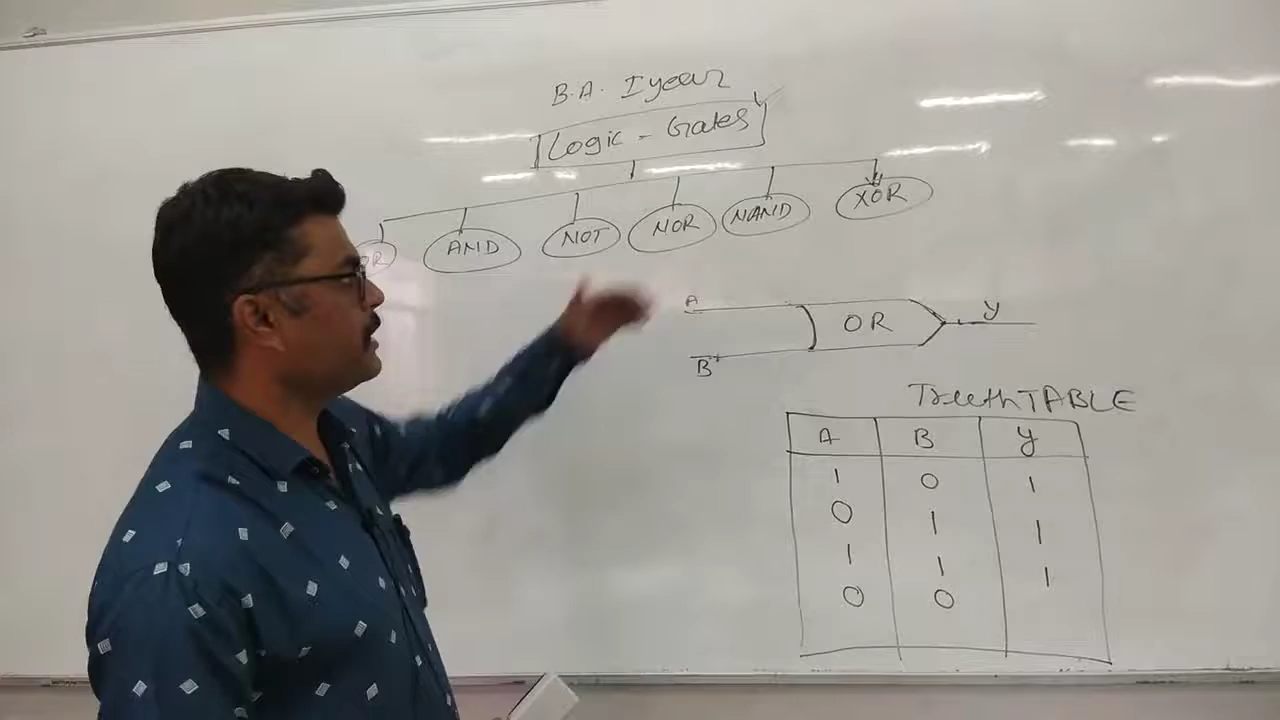 B.A. I year
Logic - Gates
OR AND NOT NOR NAND XOR
A
OR Y
B
Treuth TABLE
A B Y
1 0 1
0 1 1
1 1 1
0 0